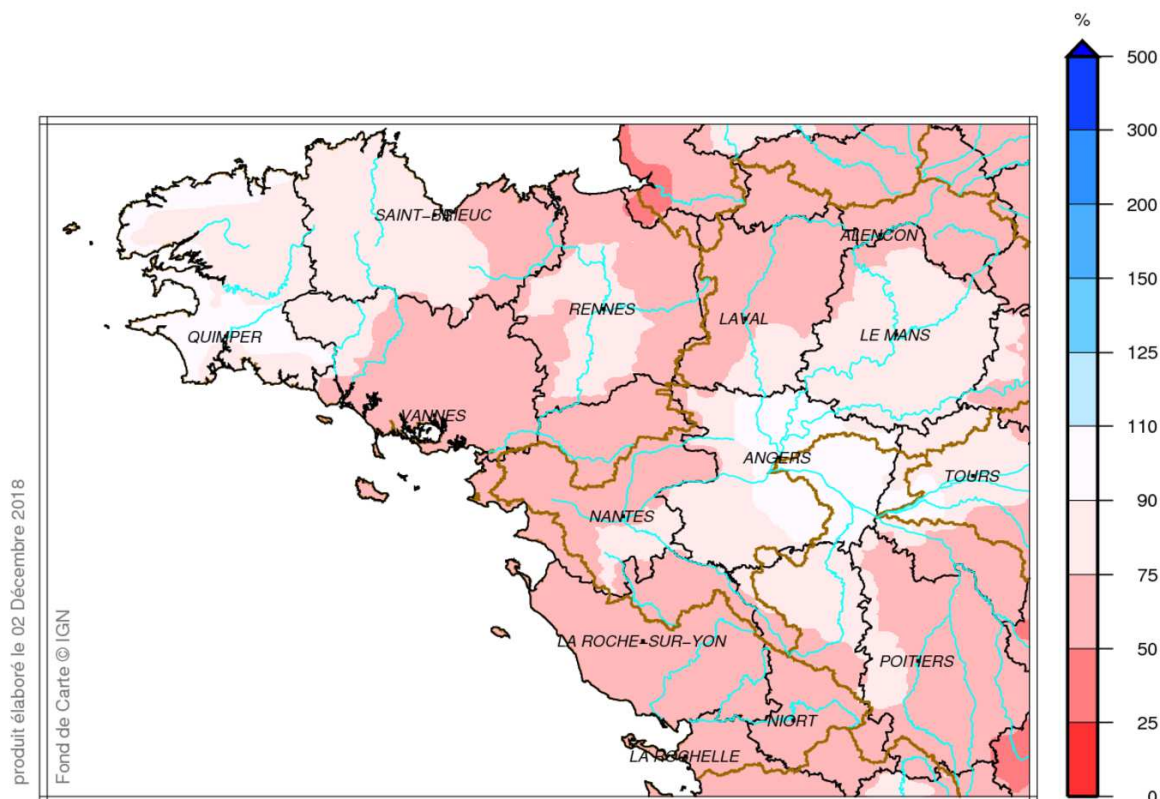 %
500
300
200
150
125
110
90
75
50
25
0
SAINT-BRIEUC
ALENCON
RENNES
LAVAL
QUIMPER
LE MANS
VANNES
ANGERS
TOURS
NANTES
LA ROCHE-SUR-YON
POITIERS
NIORT
LA ROCHELLE
produit élaboré le 02 Décembre 2018
Fond de Carte © IGN